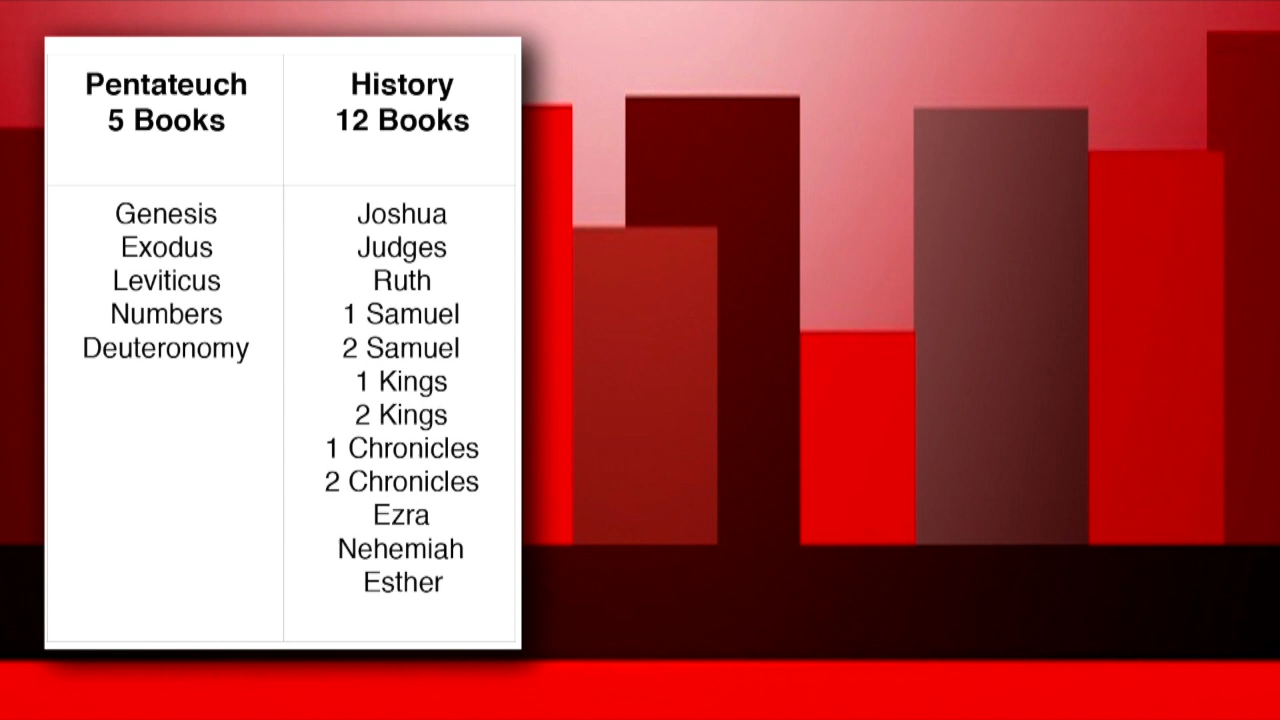 Pentateuch
5 Books
Genesis
Exodus
Leviticus
Numbers
Deuteronomy
History
12 Books
Joshua
Judges
Ruth
1 Samuel
2 Samuel
1 Kings
2 Kings
1 Chronicles
2 Chronicles
Ezra
Nehemiah
Esther